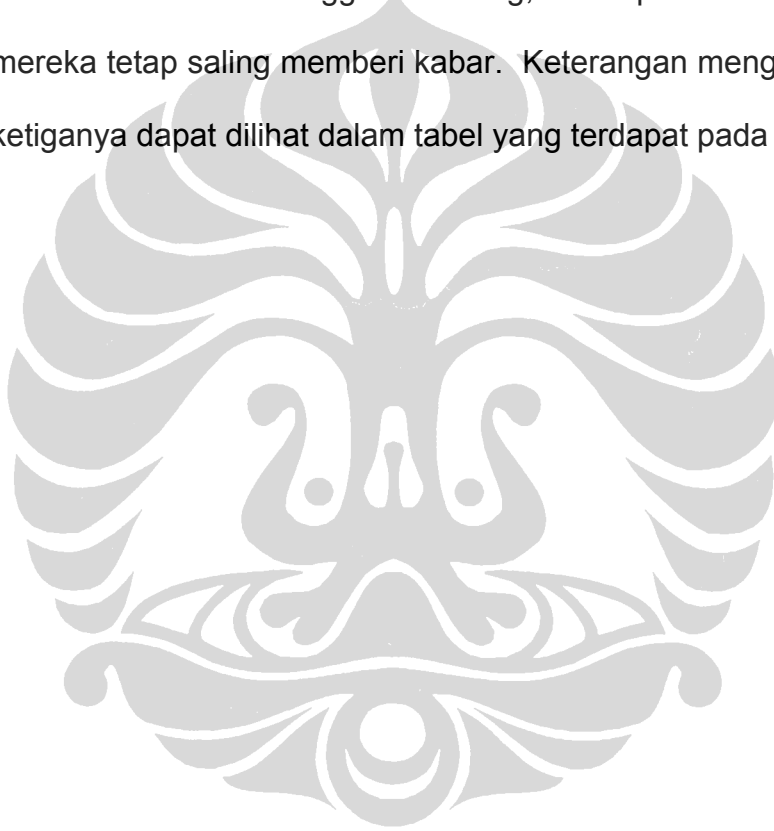 mereka tetap saling memberi kabar. Keterangan meng
ketiganya dapat dilihat dalam tabel yang terdapat pada